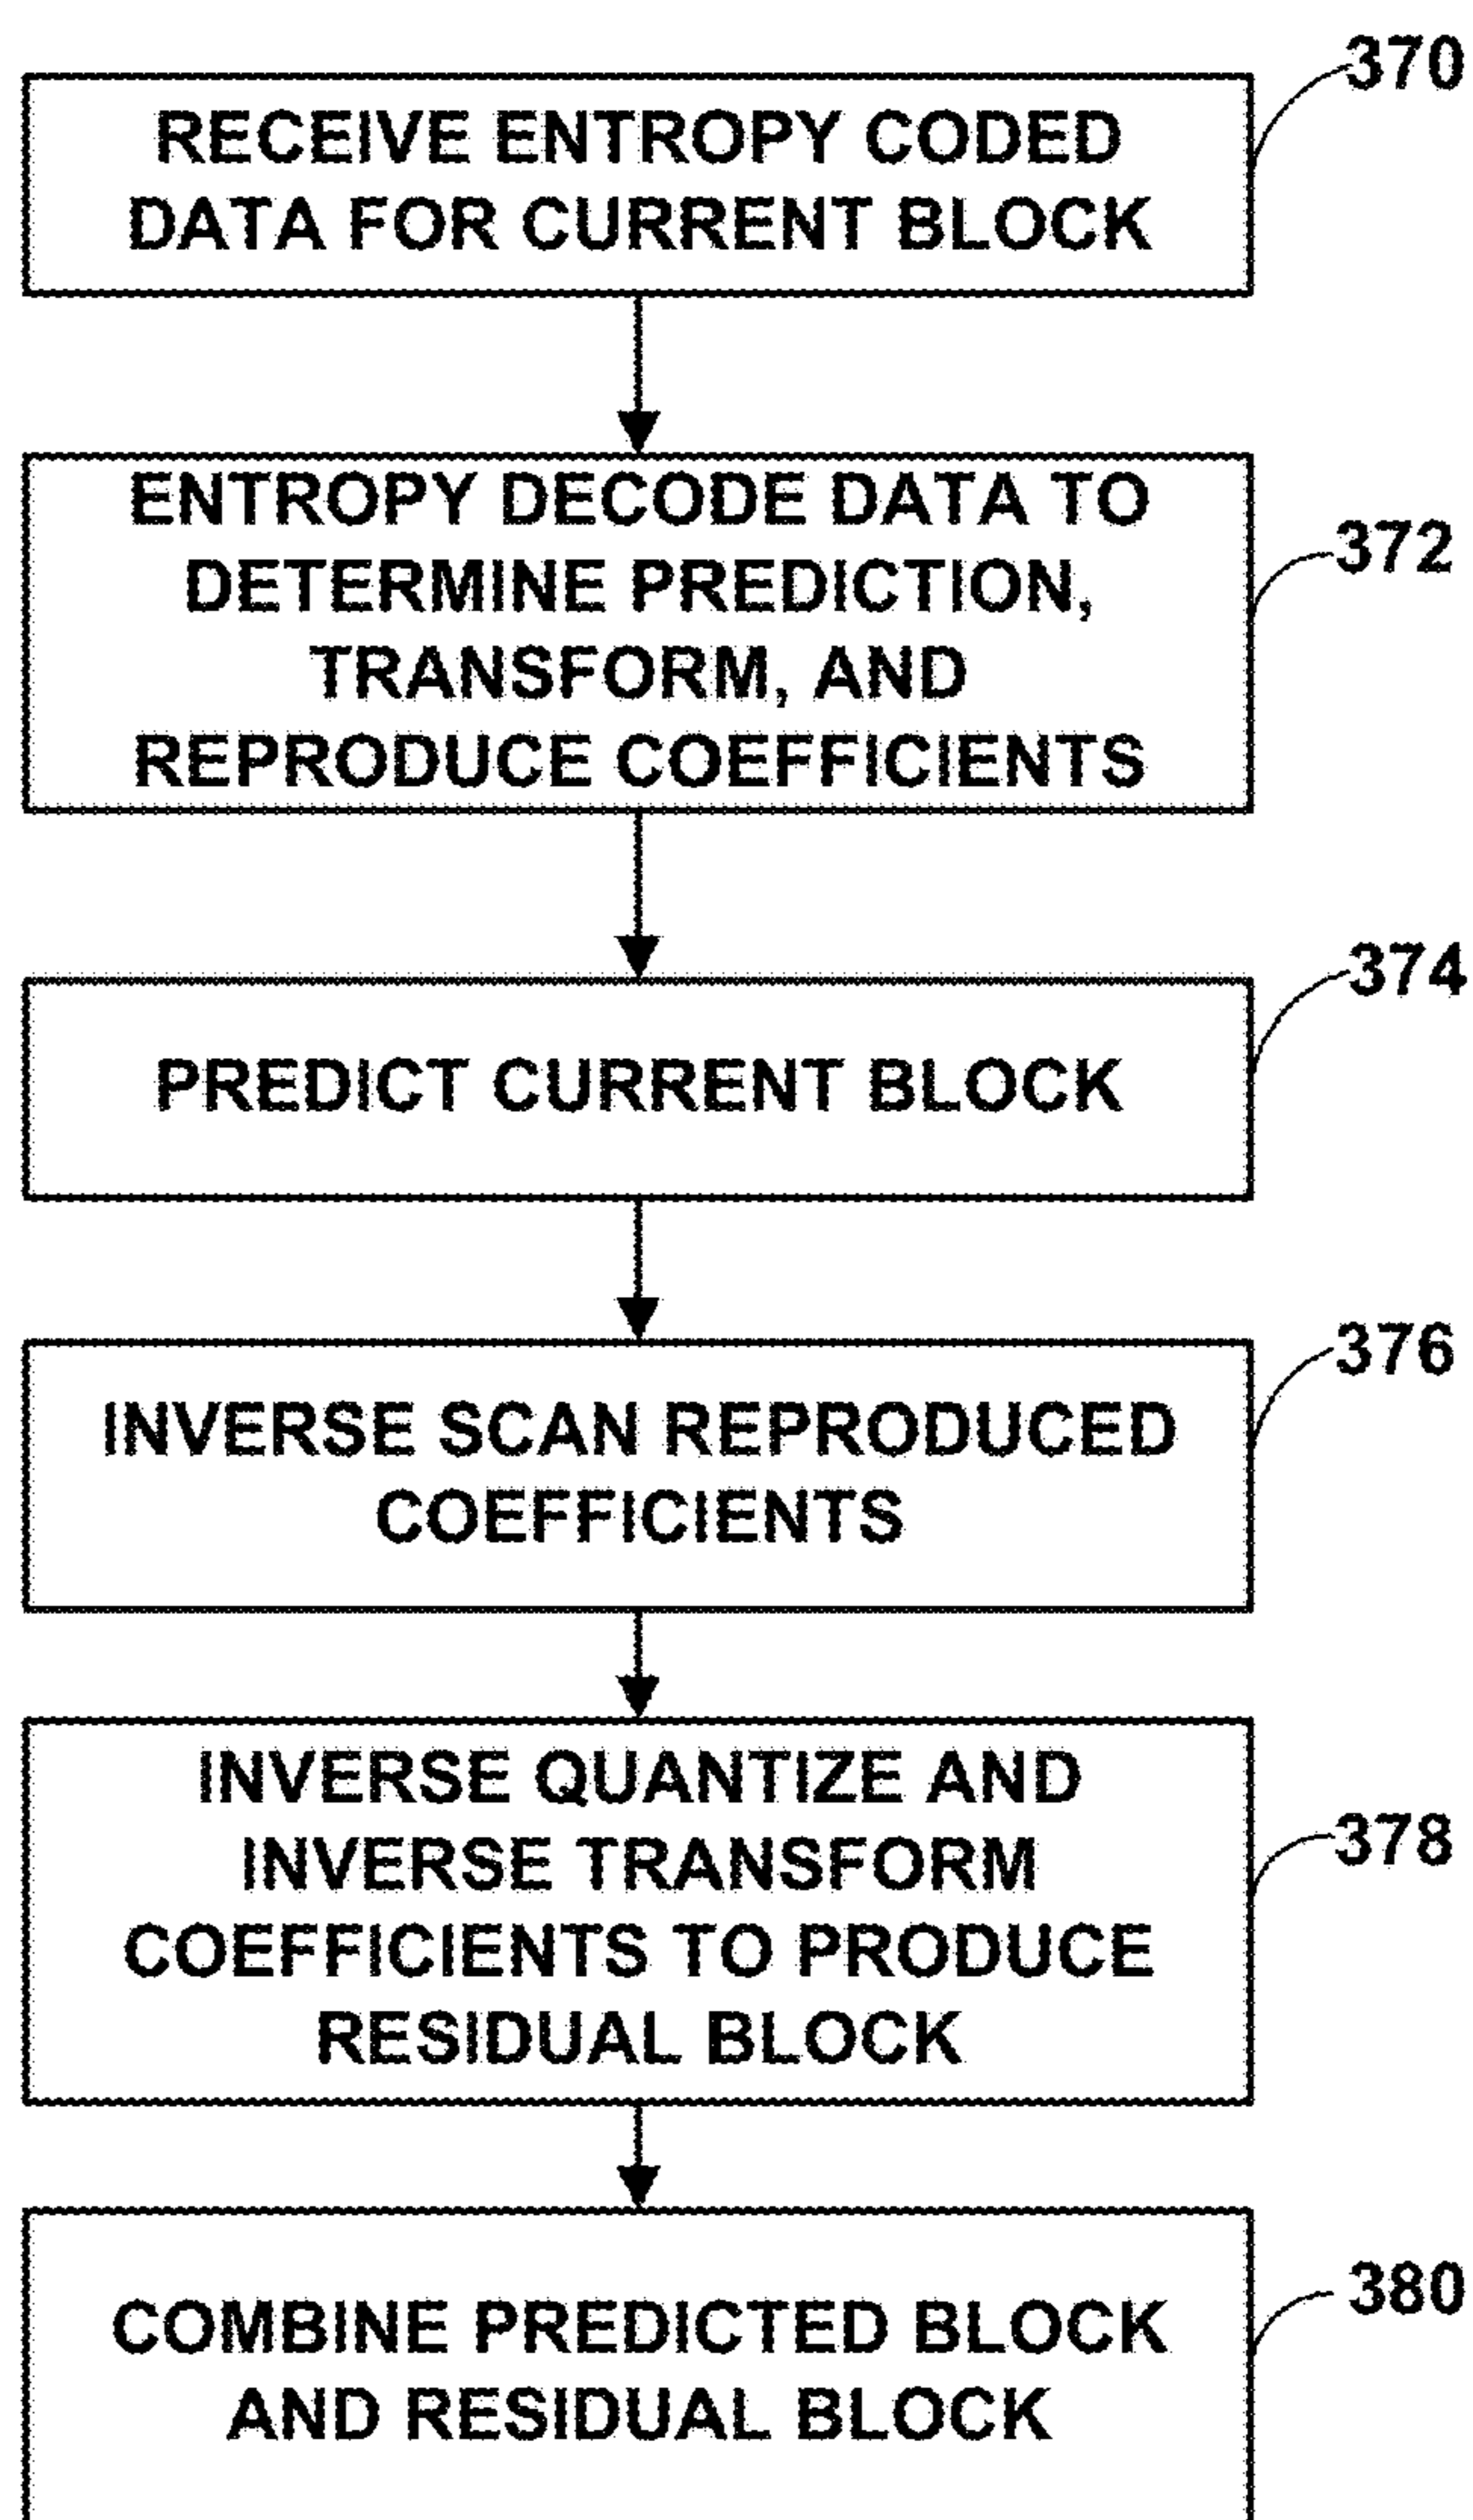 370
RECEIVE ENTROPY CODED
DATA FOR CURRENT BLOCK
ENTROPY DECODE DATA TO
DETERMINE PREDICTION,
TRANSFORM, AND
REPRODUCE COEFFICIENTS
372
374
PREDICT CURRENT BLOCK
376
INVERSE SCAN REPRODUCED
COEFFICIENTS
INVERSE QUANTIZE AND
INVERSE TRANSFORM
COEFFICIENTS TO PRODUCE
RESIDUAL BLOCK
378
380
COMBINE PREDICTED BLOCK
AND RESIDUAL BLOCK